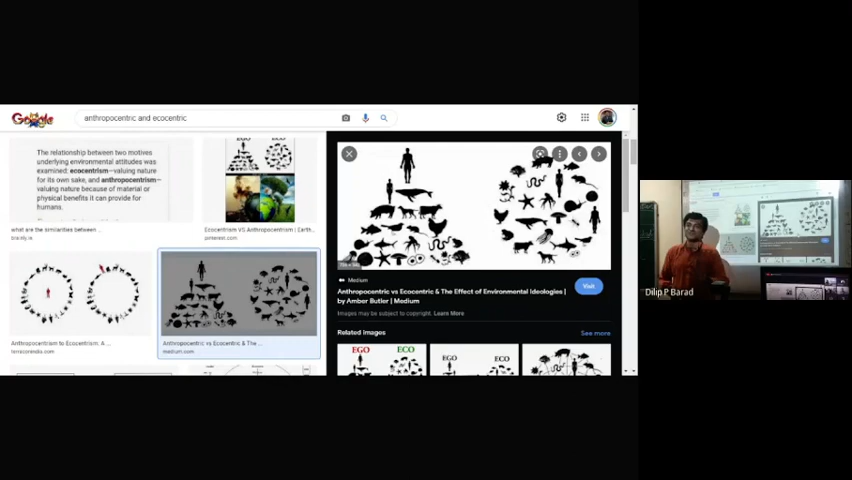 Google
anthropocentric and ecocentric
The relationship between two motives
underlying environmental attitudes was
examined: ecocentrism—valuing
nature for its own sake, and
anthropocentrism—
valuing nature because of material or
physical benefits it can provide for
humans.
what are the similarities between ...
brainly.in
EGO
ECO
Ecocentrism VS Anthropocentrism | Earth...
pinterest.com
Anthropocentrism to Ecocentrism: A ...
terraconindia.com
Anthropocentric vs Ecocentric & The ...
medium.com
Medium
Anthropocentric vs Ecocentric & The Effect of Environmental Ideologies |
by Amber Butler | Medium
Visit
Images may be subject to copyright. Learn More
Related Images
See more
EGO
ECO
EGO
ECO
Dilip P Barad